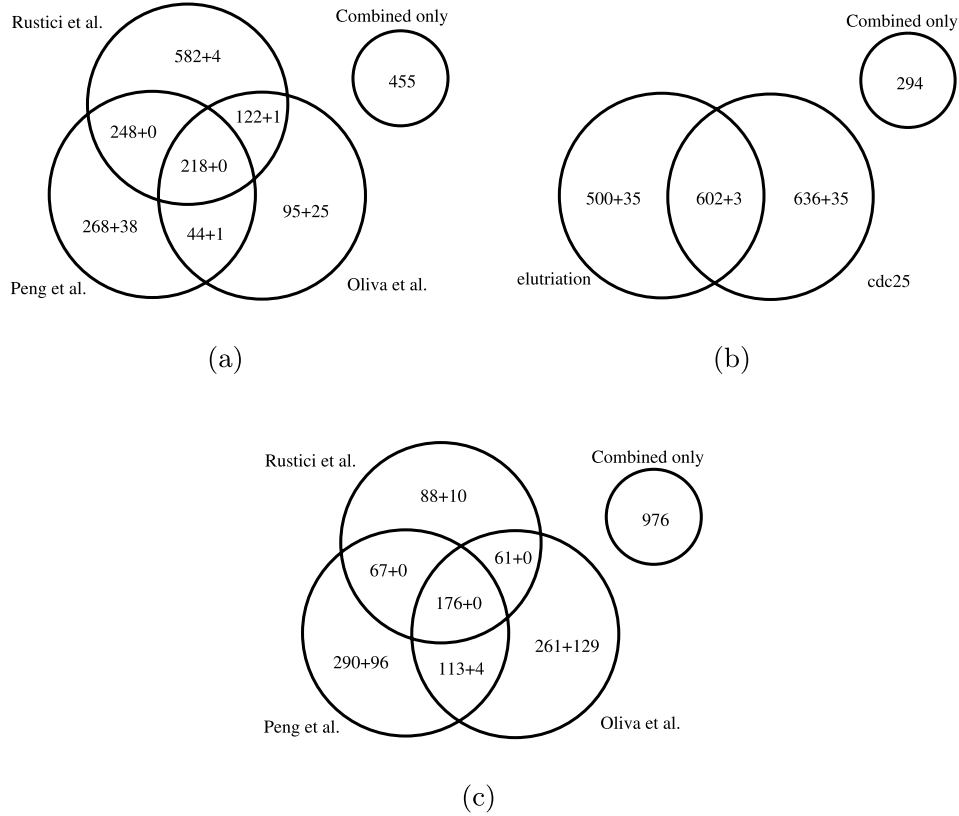 Rustici et al.
Combined only
582+4
455
122+1
248+0
218+0
268+38
44+1
95+25
Peng et al.
Oliva et al.
(a)
Combined only
294
500+35
602+3
636+35
elutriation
cdc25
(b)
Rustici et al.
Combined only
88+10
976
61+0
67+0
176+0
290+96
113+4
261+129
Peng et al.
Oliva et al.
(c)